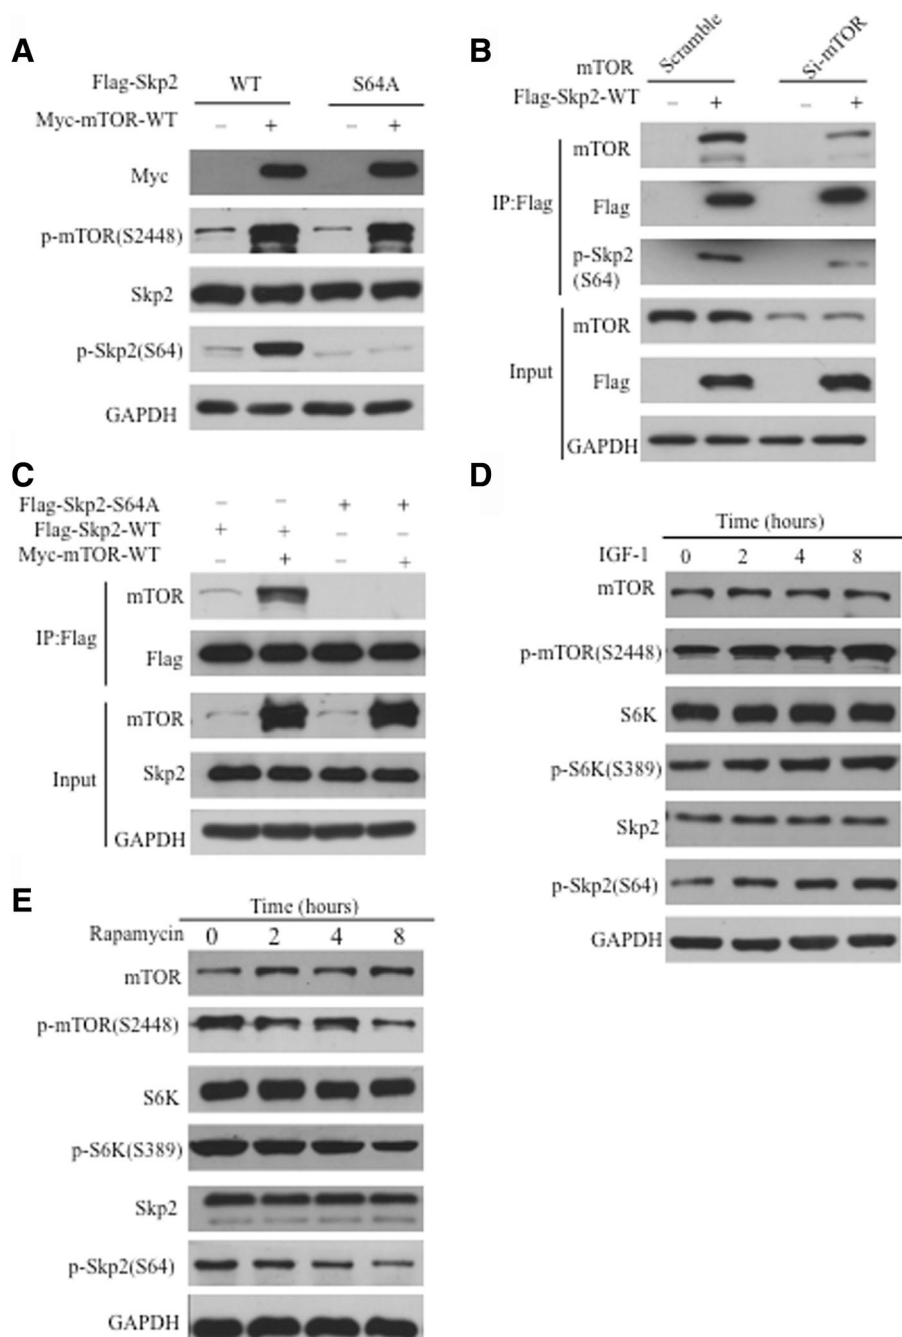 A
Flag-Skp2 WT S64A
Myc-mTOR-WT − + − +
Myc
p-mTOR(S2448)
Skp2
p-Skp2(S64)
GAPDH
B
mTOR Scramble Si-mTOR
Flag-Skp2-WT − + − +
IP:Flag
mTOR
Flag
p-Skp2
(S64)
Input
mTOR
Flag
GAPDH
C
Flag-Skp2-S64A − − + +
Flag-Skp2-WT + +
Myc-mTOR-WT − + − +
IP:Flag
mTOR
Flag
Input
mTOR
Skp2
GAPDH
D
Time (hours)
IGF-1 0 2 4 8
mTOR
p-mTOR(S2448)
S6K
p-S6K(S389)
Skp2
p-Skp2(S64)
GAPDH
E
Time (hours)
Rapamycin 0 2 4 8
mTOR
p-mTOR(S2448)
S6K
p-S6K(S389)
Skp2
p-Skp2(S64)
GAPDH